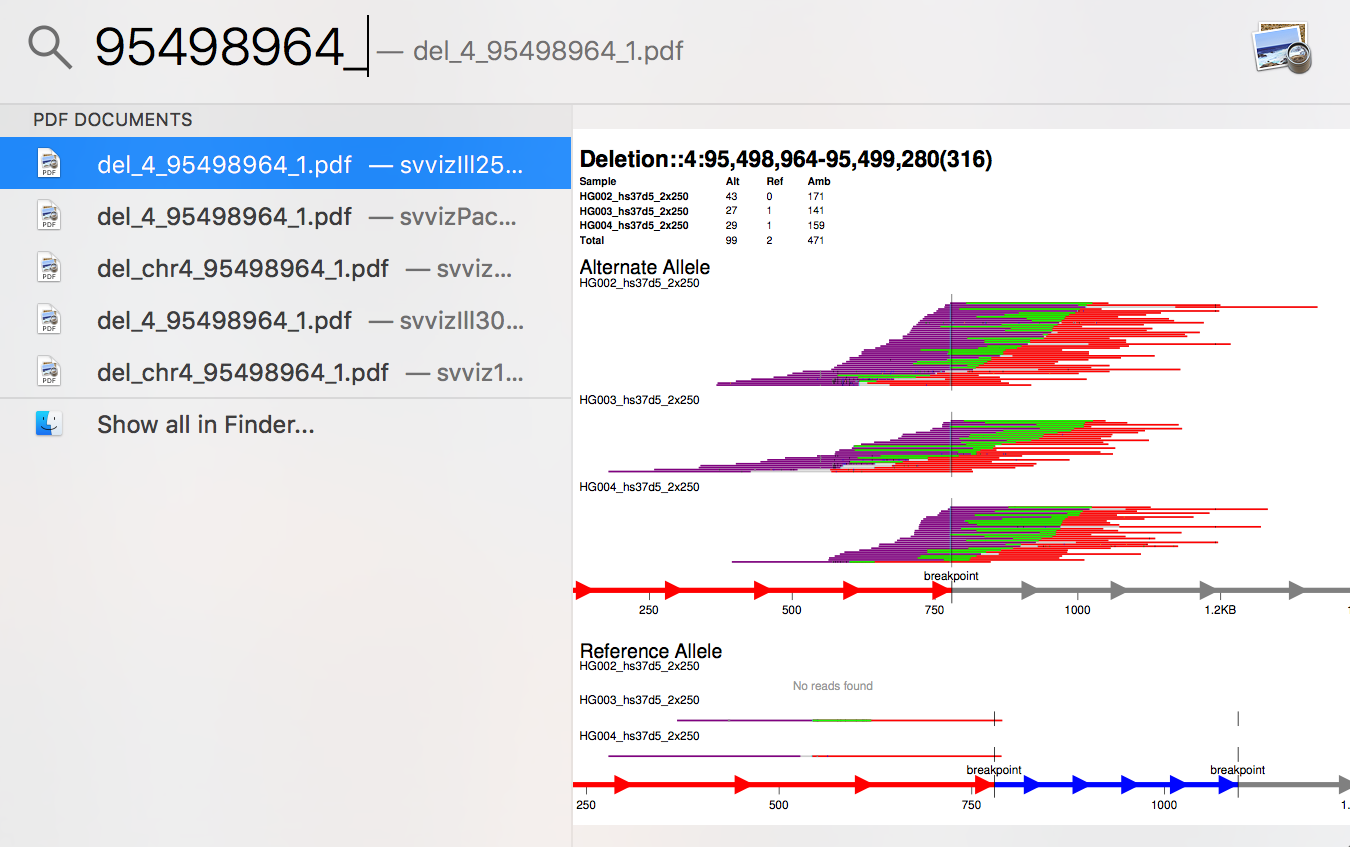 95498964_ — del_4_95498964_1.pdf
PDF DOCUMENTS
del_4_95498964_1.pdf — svvizIll25...
del_4_95498964_1.pdf — svvizPac...
del_chr4_95498964_1.pdf — svviz...
del_4_95498964_1.pdf — svvizIll30...
del_chr4_95498964_1.pdf — svviz1...
Show all in Finder...
Deletion::4:95,498,964-95,499,280(316)
Sample Alt Ref Amb
HG002_hs37d5_2x250 43 0 171
HG003_hs37d5_2x250 27 1 141
HG004_hs37d5_2x250 29 1 159
Total 99 2 471
Alternate Allele
HG002_hs37d5_2x250
HG003_hs37d5_2x250
HG004_hs37d5_2x250
breakpoint
250 500 750 1000 1.2KB
Reference Allele
HG002_hs37d5_2x250
No reads found
HG003_hs37d5_2x250
HG004_hs37d5_2x250
breakpoint breakpoint
250 500 750 1000 1.